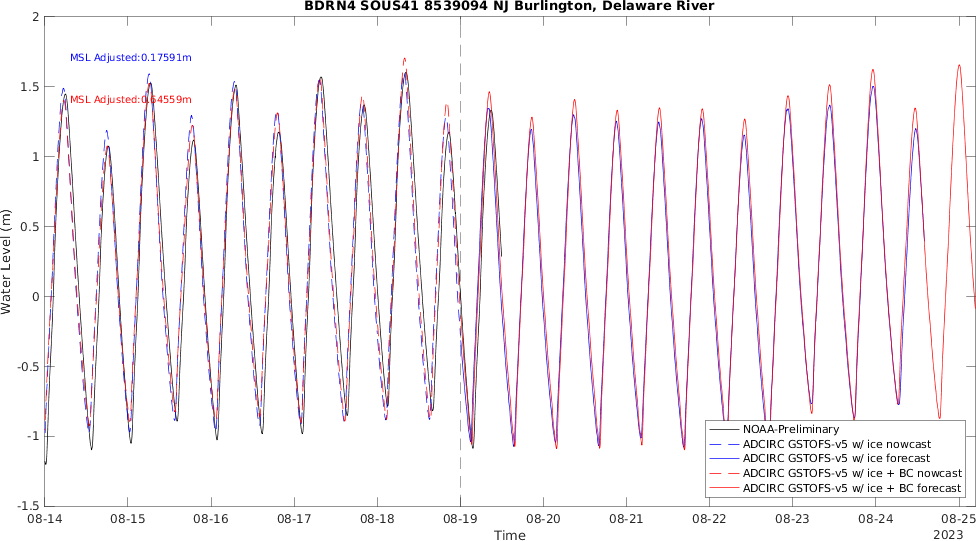 BDRN4 SOUS41 8539094 NJ Burlington, Delaware River
2
1.5
1
0.5
0
-0.5
-1
-1.5
Water Level (m)
MSL Adjusted:0.17591m
MSL Adjusted:0.64559m
NOAA-Preliminary
ADCIRC GSTOFS-v5 w/ ice nowcast
ADCIRC GSTOFS-v5 w/ ice forecast
ADCIRC GSTOFS-v5 w/ ice + BC nowcast
ADCIRC GSTOFS-v5 w/ ice + BC forecast
08-14 08-15 08-16 08-17 08-18 08-19 08-20 08-21 08-22 08-23 08-24 08-25
Time
2023